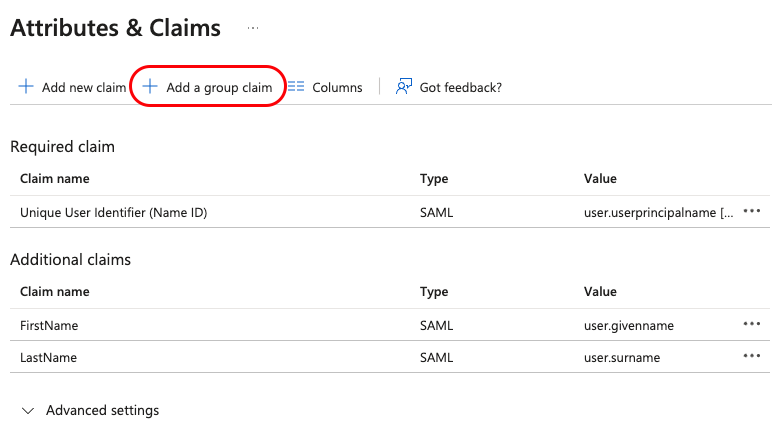 Attributes & Claims ...
Add new claim Add a group claim Columns Got feedback?
Required claim
Claim name Type Value
Unique User Identifier (Name ID) SAML user.userprincipalname [... ...
Additional claims
Claim name Type Value
FirstName SAML user.givenname ...
LastName SAML user.surname ...
Advanced settings